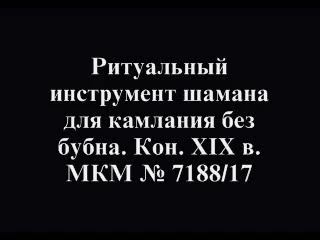 Ритуальный
инструмент шамана
для камлания без
бубна. Кон. XIX в.
МКМ № 7188/17